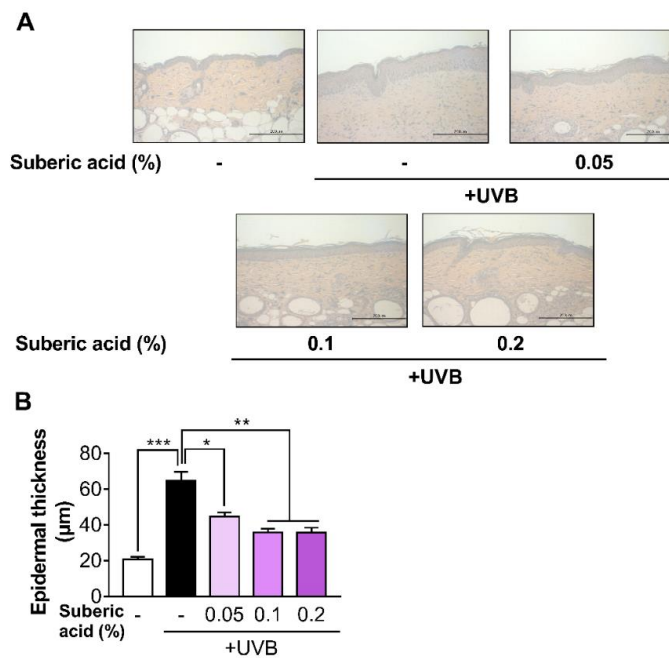 A
Suberic acid (%) - - 0.05
+UVB
Suberic acid (%) 0.1 0.2
+UVB
B
Epidermal thickness
(µm)
80
60
40
20
0
*** * **
Suberic
acid (%) - - 0.05 0.1 0.2
+UVB